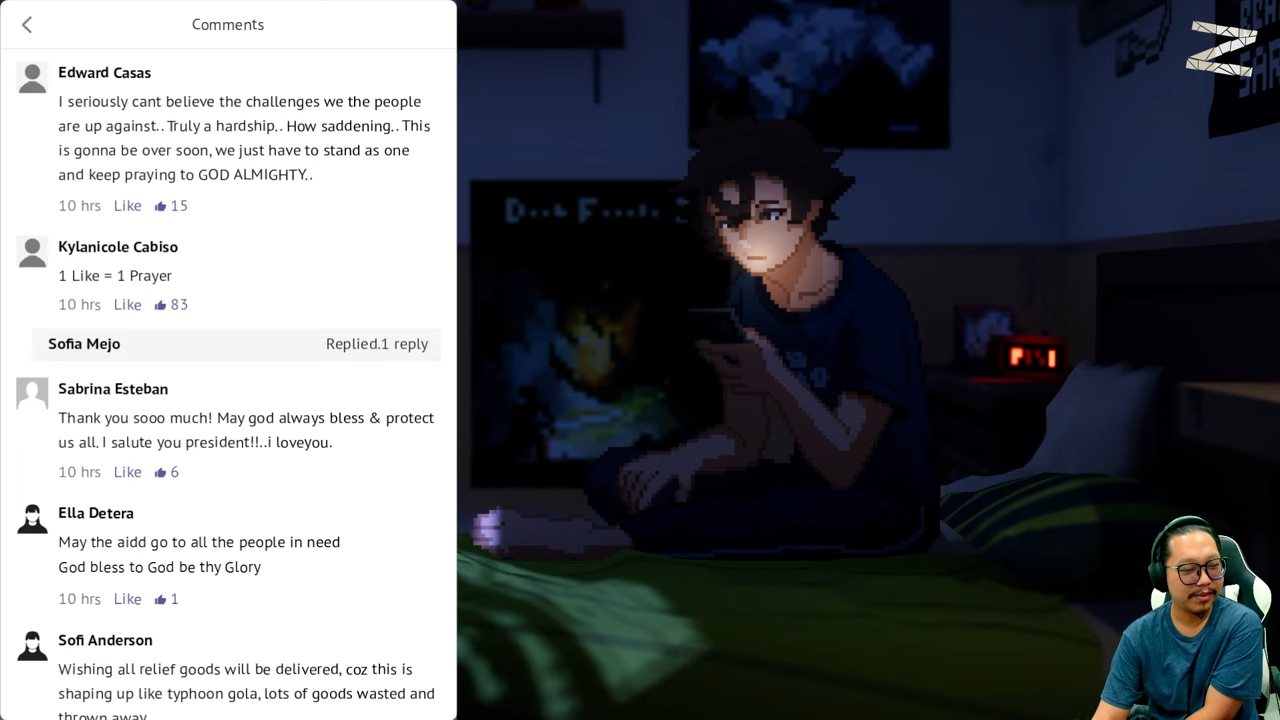 Comments
Edward Casas
I seriously cant believe the challenges we the people
are up against.. Truly a hardship.. How saddening.. This
is gonna be over soon, we just have to stand as one
and keep praying to GOD ALMIGHTY..
10 hrs Like 15
Kylanicole Cabiso
1 Like = 1 Prayer
10 hrs Like 83
Sofia Mejo Replied.1 reply
Sabrina Esteban
Thank you sooo much! May god always bless & protect
us all. I salute you president!!..i loveyou.
10 hrs Like 6
Ella Detera
May the aidd go to all the people in need
God bless to God be thy Glory
10 hrs Like 1
Sofi Anderson
Wishing all relief goods will be delivered, coz this is
shaping up like typhoon gola, lots of goods wasted and
thrown away